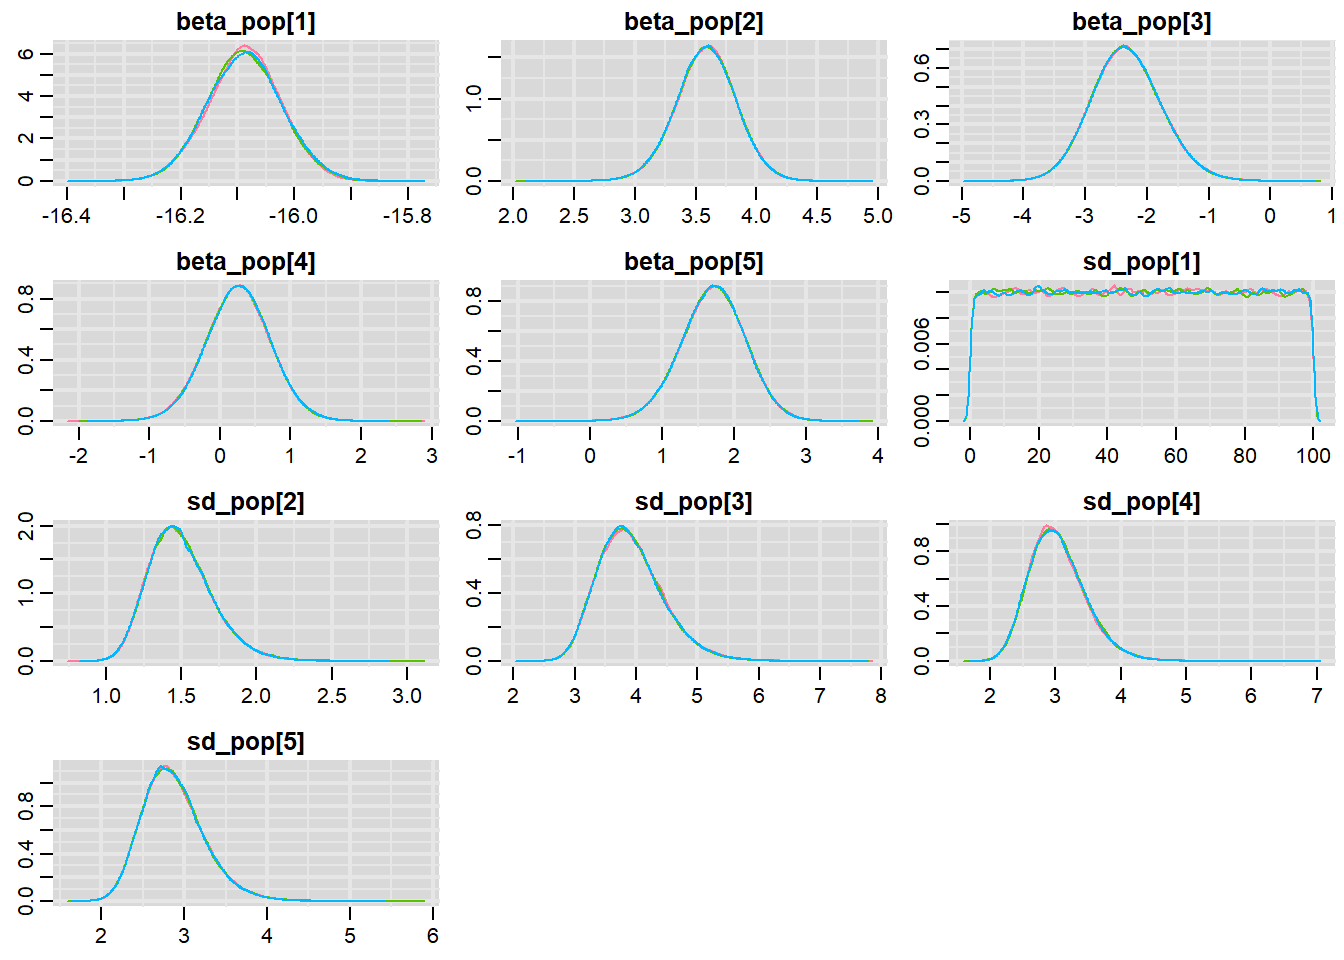 beta_pop[1] beta_pop[2] beta_pop[3]
0 2 4 6
-16.4 -16.2 -16.0 -15.8
0.0 1.0
2.0 2.5 3.0 3.5 4.0 4.5 5.0
0.0 0.3 0.6
-5 -4 -3 -2 -1 0 1
beta_pop[4] beta_pop[5] sd_pop[1]
0.0 0.4 0.8
-2 -1 0 1 2 3
0.0 0.4 0.8
-1 0 1 2 3 4
0.000 0.006
0 20 40 60 80 100
sd_pop[2] sd_pop[3] sd_pop[4]
0.0 1.0 2.0
1.0 1.5 2.0 2.5 3.0
0.0 0.4 0.8
2 3 4 5 6 7 8
0.0 0.4 0.8
2 3 4 5 6 7
sd_pop[5]
0.0 0.4 0.8
2 3 4 5 6